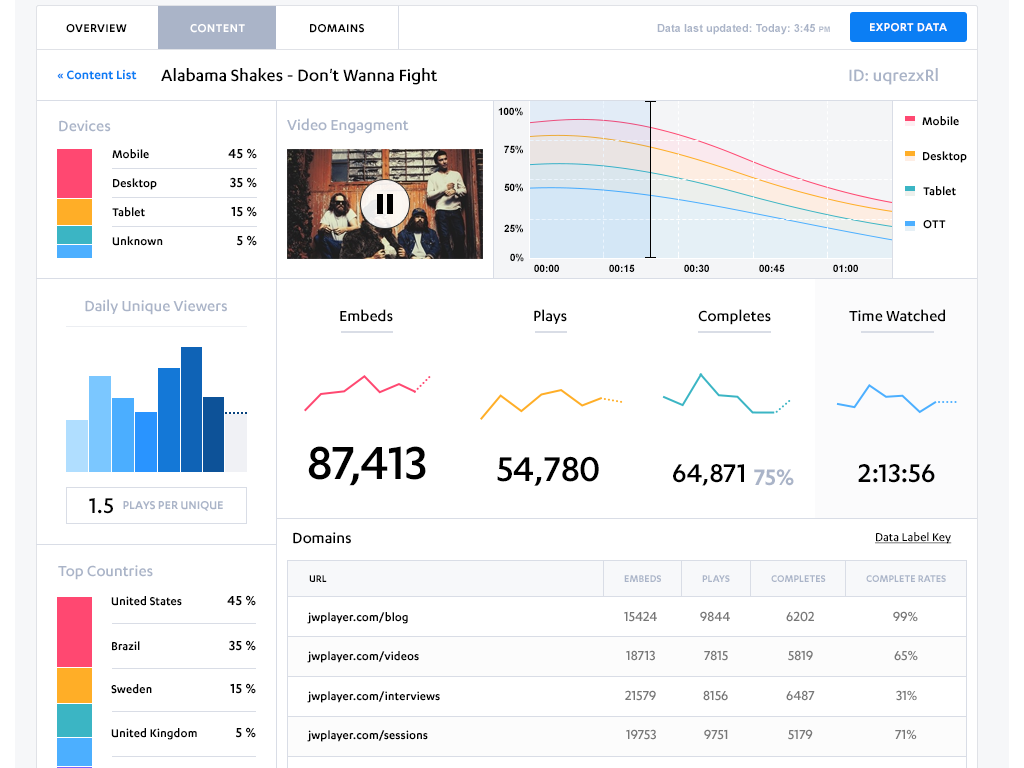 OVERVIEW CONTENT DOMAINS Data last updated: Today: 3:45 PM EXPORT DATA
« Content List Alabama Shakes - Don't Wanna Fight ID: uqrezxRl
Devices
Mobile 45 %
Desktop 35 %
Tablet 15 %
Unknown 5 %
Video Engagment
100%
75%
50%
25%
0%
00:00 00:15 00:30 00:45 01:00
Mobile
Desktop
Tablet
OTT
Daily Unique Viewers
1.5 PLAYS PER UNIQUE
Embeds Plays Completes Time Watched
87,413 54,780 64,871 75% 2:13:56
Top Countries
United States 45 %
Brazil 35 %
Sweden 15 %
United Kingdom 5 %
Domains Data Label Key
URL EMBEDS PLAYS COMPLETES COMPLETE RATES
jwplayer.com/blog 15424 9844 6202 99%
jwplayer.com/videos 18713 7815 5819 65%
jwplayer.com/interviews 21579 8156 6487 31%
jwplayer.com/sessions 19753 9751 5179 71%